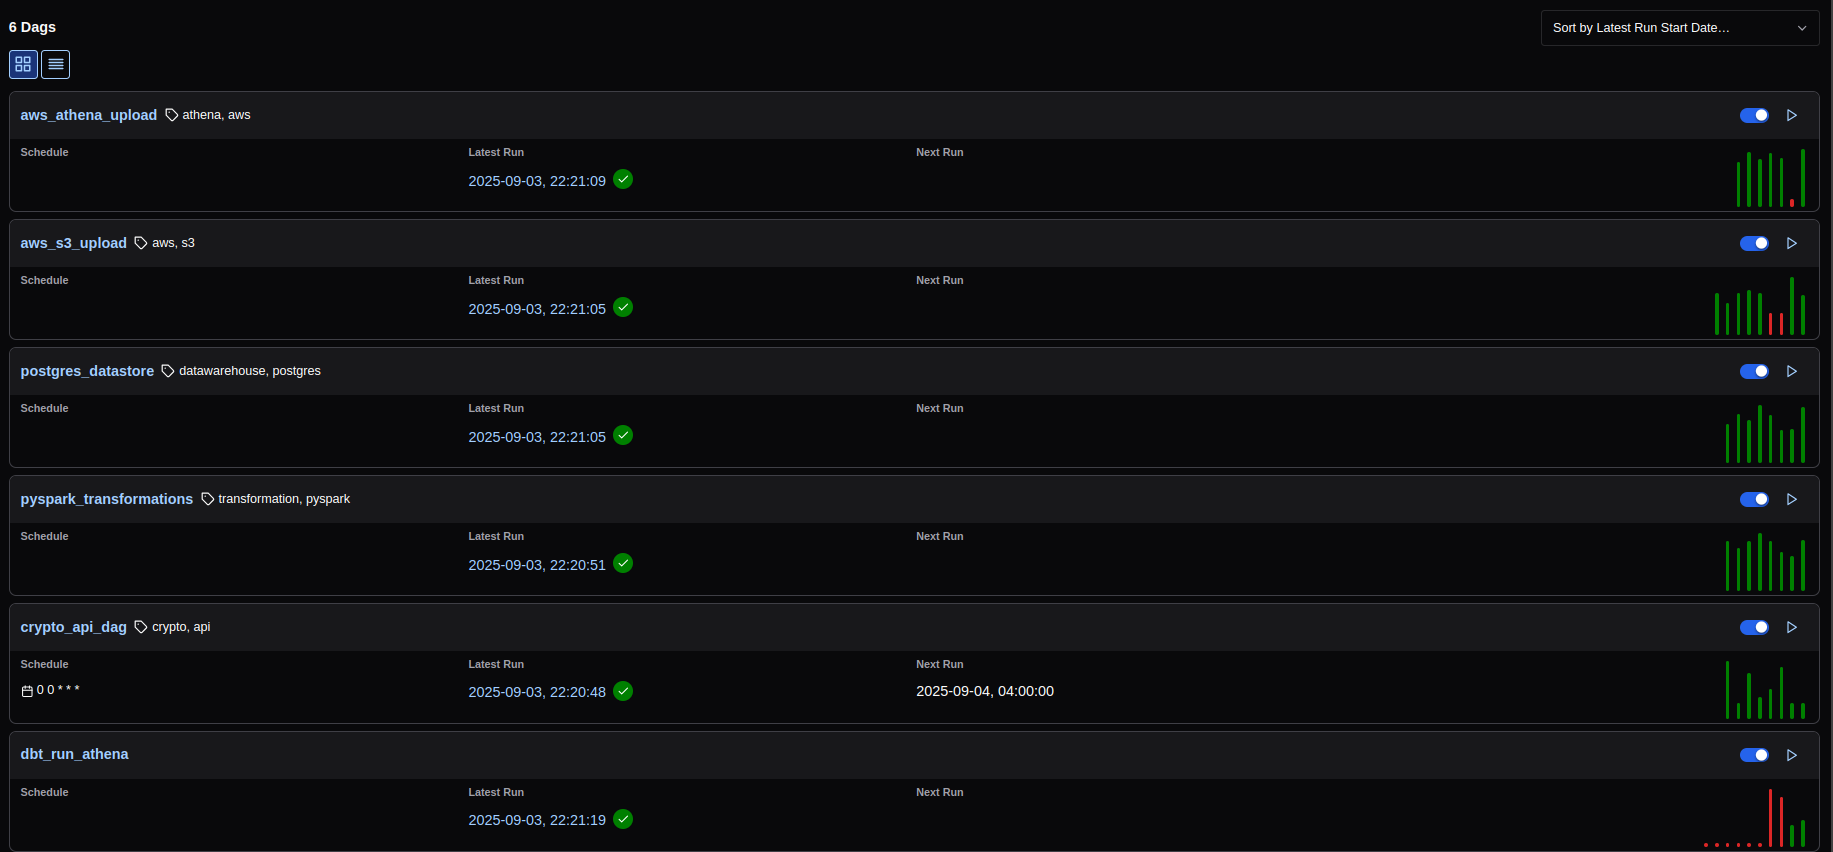 6 Dags
Sort by Latest Run Start Date...
aws_athena_upload athena, aws
Schedule Latest Run Next Run
2025-09-03, 22:21:09
aws_s3_upload aws, s3
Schedule Latest Run Next Run
2025-09-03, 22:21:05
postgres_datastore datawarehouse, postgres
Schedule Latest Run Next Run
2025-09-03, 22:21:05
pyspark_transformations transformation, pyspark
Schedule Latest Run Next Run
2025-09-03, 22:20:51
crypto_api_dag crypto, api
Schedule Latest Run Next Run
0 0 * * * 2025-09-03, 22:20:48 2025-09-04, 04:00:00
dbt_run_athena
Schedule Latest Run Next Run
2025-09-03, 22:21:19